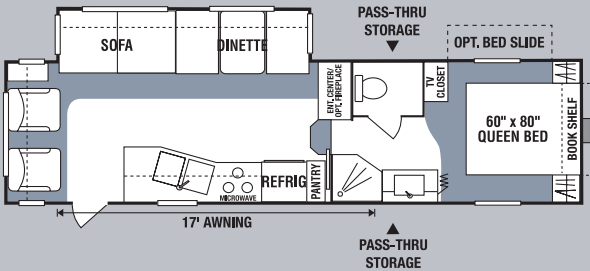 PASS-THRU
STORAGE
OPT. BED SLIDE
SOFA
DINETTE
ENT. CENTER/
OPT. FIREPLACE
TV
CLOSET
60" x 80"
QUEEN BED
BOOK SHELF
REFRIG
PANTRY
MICROWAVE
17' AWNING
PASS-THRU
STORAGE